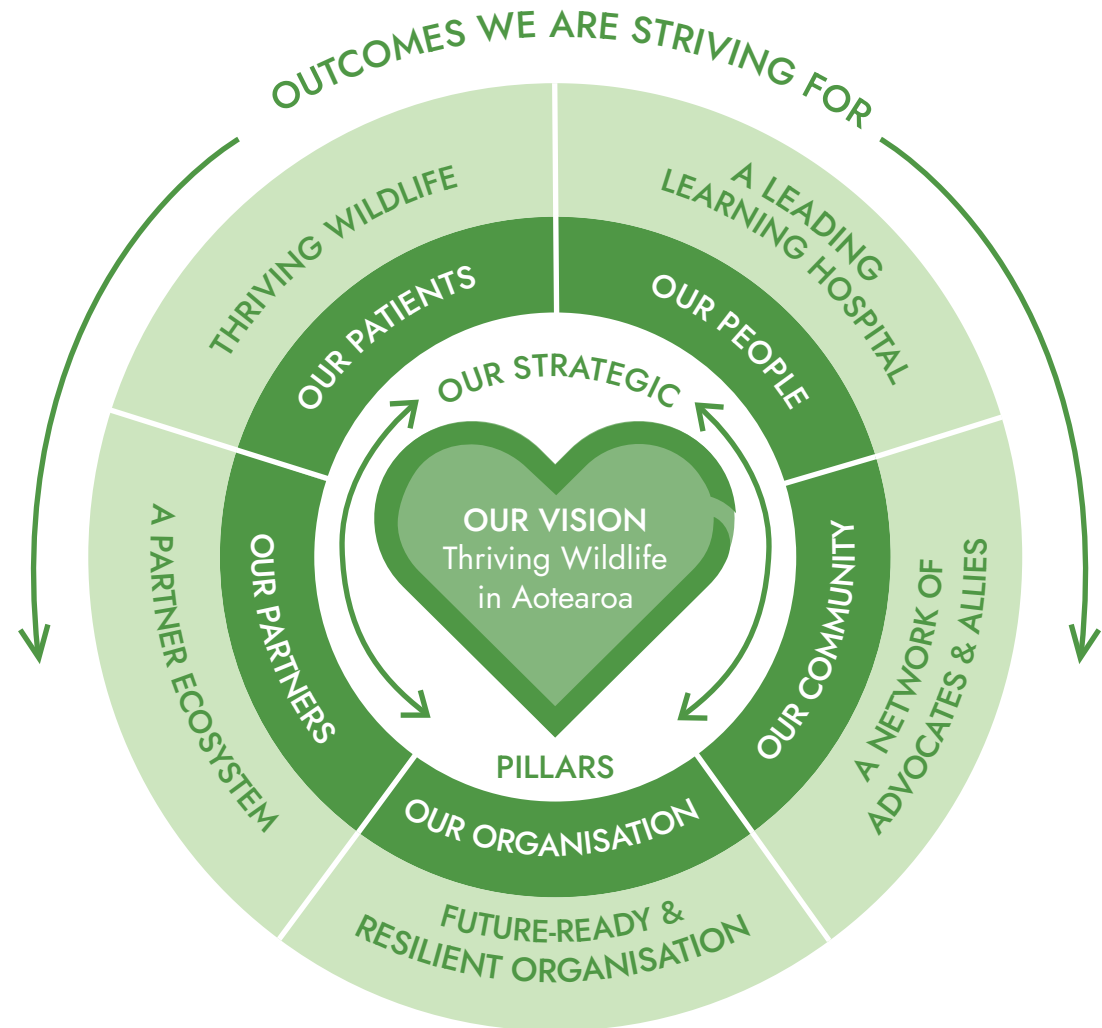 OUTCOMES WE ARE STRIVING FOR
THRIVING WILDLIFE
A LEADING
LEARNING HOSPITAL
OUR PATIENTS
OUR PEOPLE
OUR STRATEGIC
OUR VISION
Thriving Wildlife
in Aotearoa
PILLARS
OUR PARTNERS
OUR COMMUNITY
A PARTNER ECOSYSTEM
A NETWORK OF
ADVOCATES & ALLIES
OUR ORGANISATION
FUTURE-READY &
RESILIENT ORGANISATION